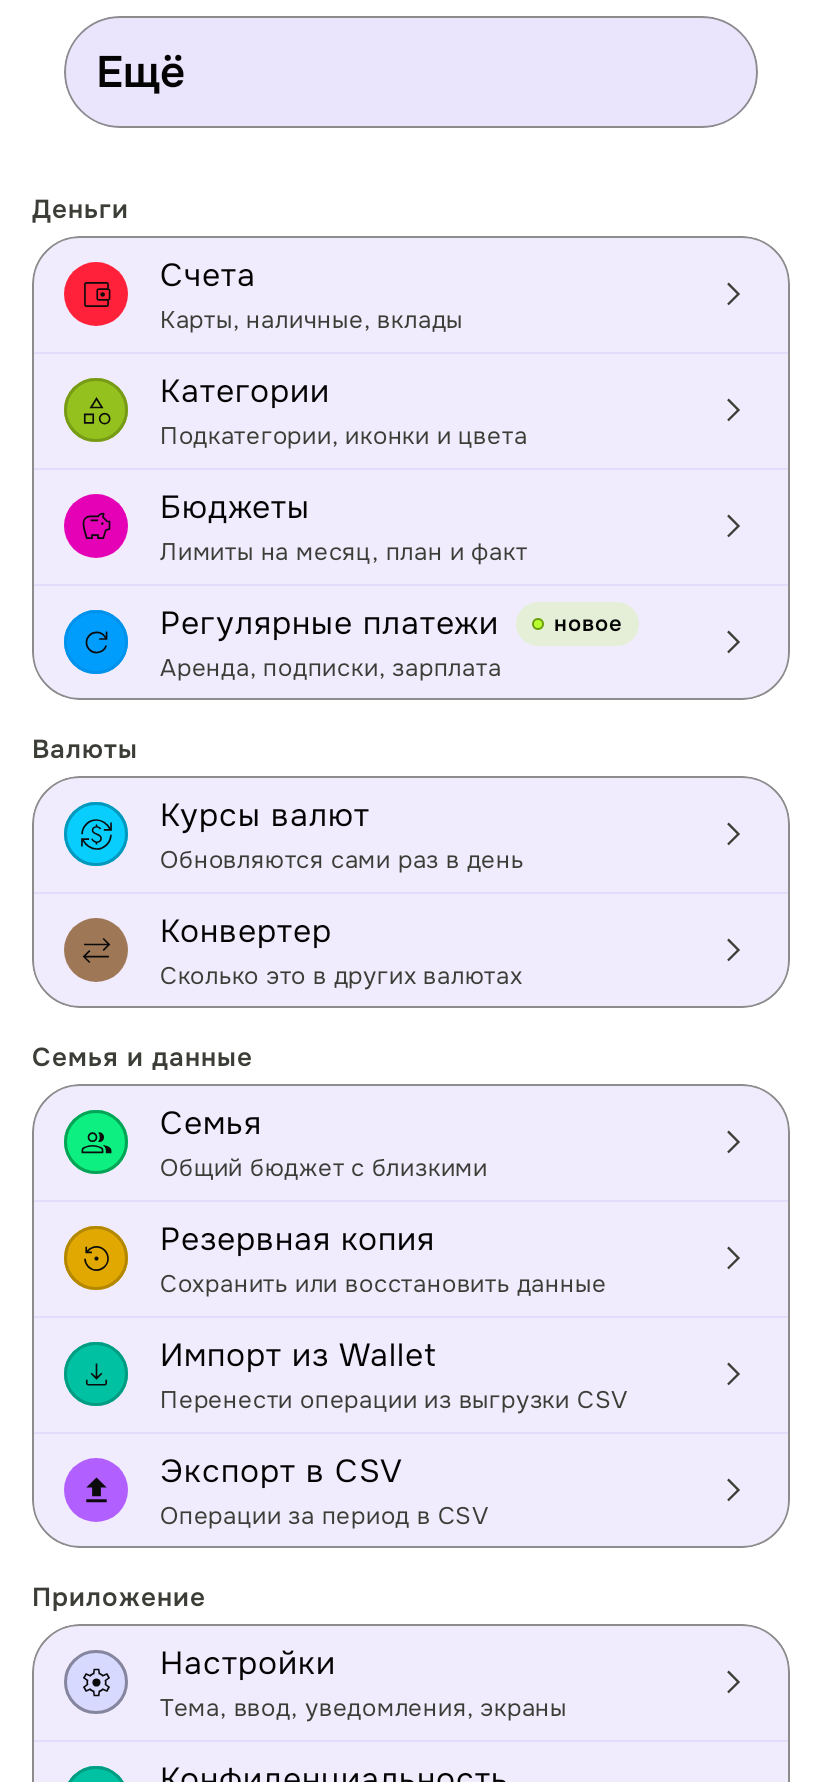 Ещё
Деньги
Счета
Карты, наличные, вклады
Категории
Подкатегории, иконки и цвета
Бюджеты
Лимиты на месяц, план и факт
Регулярные платежи новое
Аренда, подписки, зарплата
Валюты
Курсы валют
Обновляются сами раз в день
Конвертер
Сколько это в других валютах
Семья и данные
Семья
Общий бюджет с близкими
Резервная копия
Сохранить или восстановить данные
Импорт из Wallet
Перенести операции из выгрузки CSV
Экспорт в CSV
Операции за период в CSV
Приложение
Настройки
Тема, ввод, уведомления, экраны
Конфиденциальность